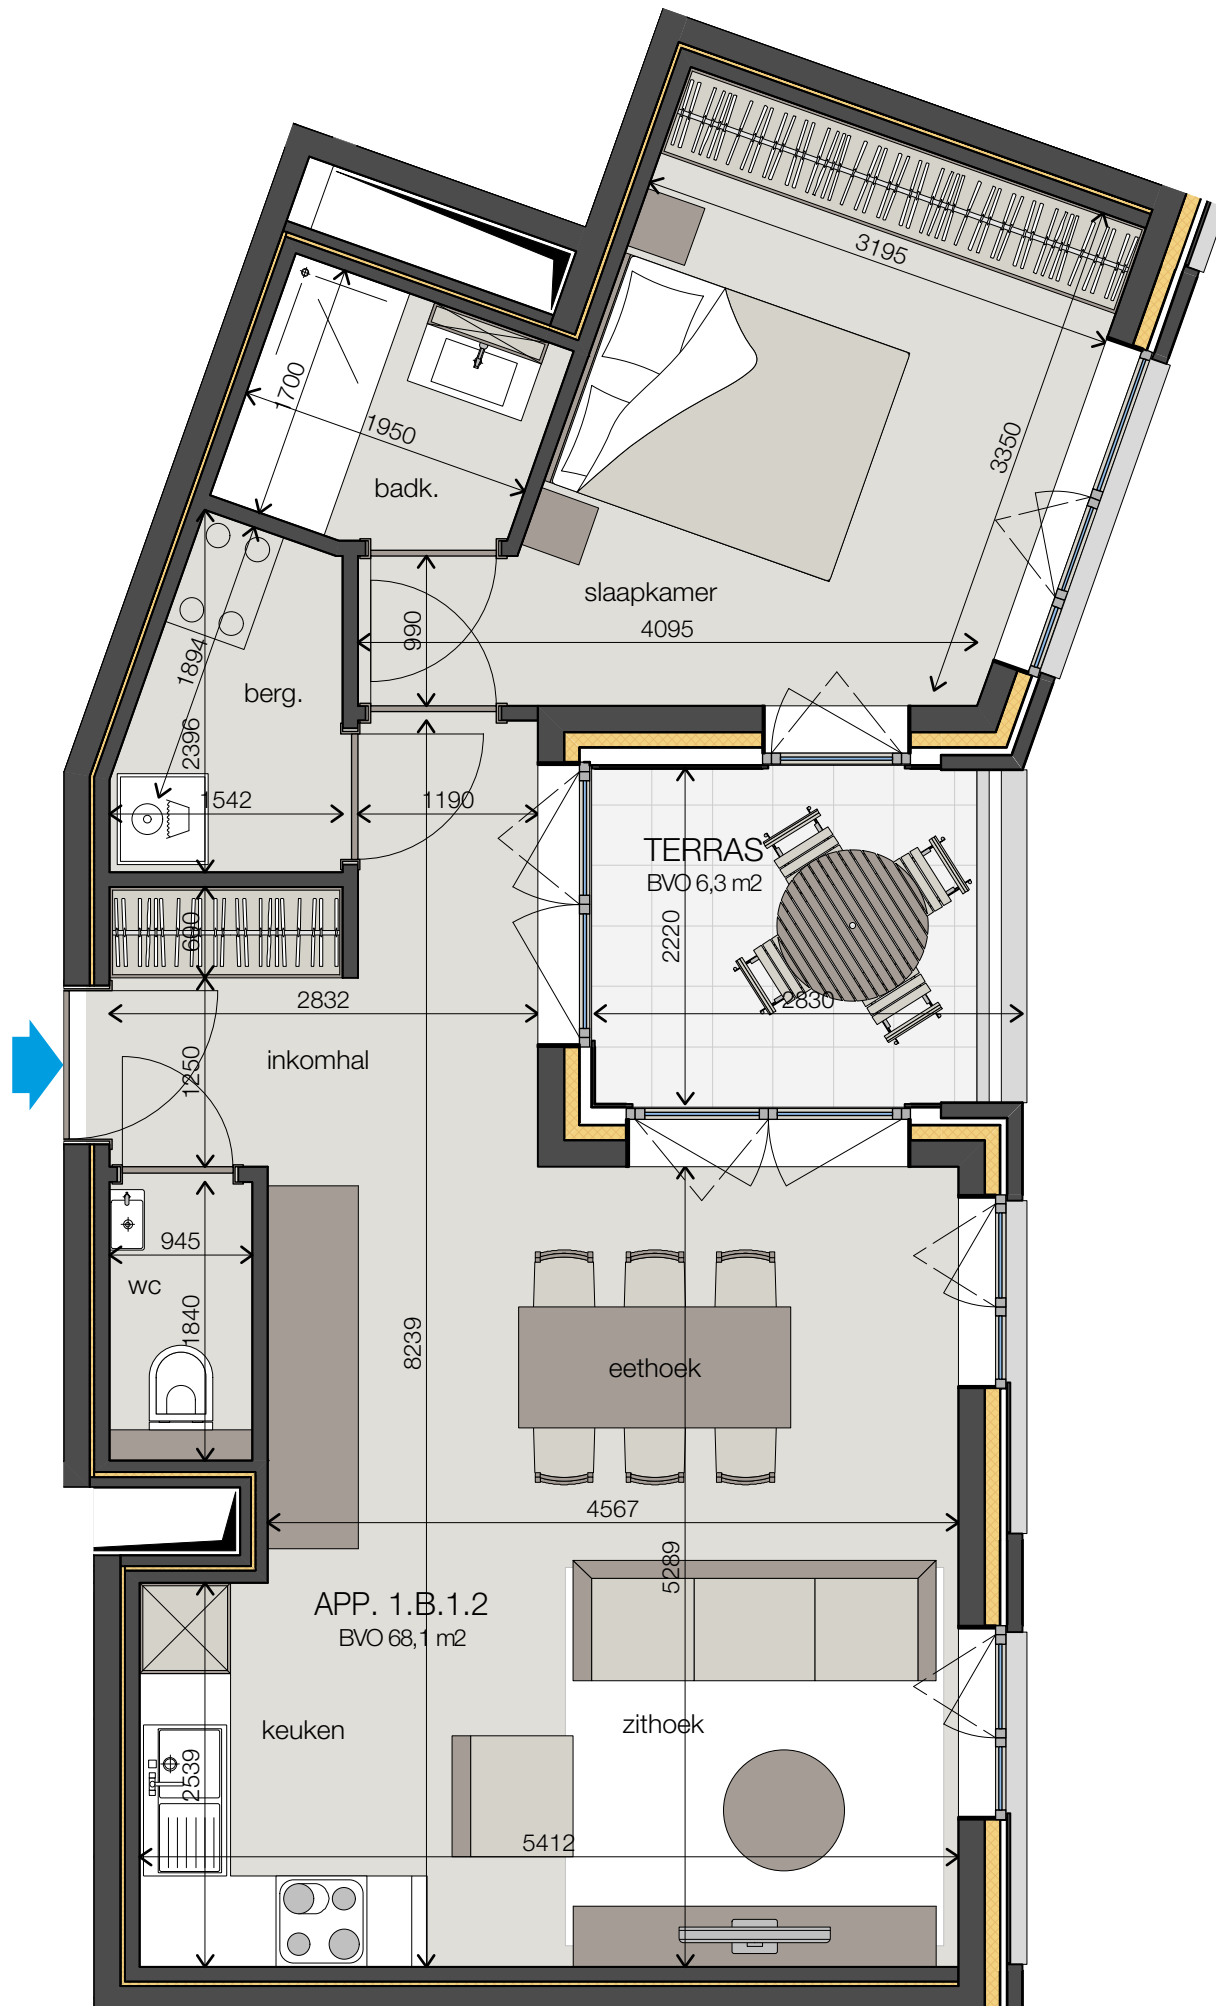 3195
1700
1950
3350
badk.
slaapkamer
4095
990
1894
berg.
2396
1542
1190
TERRAS
BVO 6,3 m2
600
2220
2832
2830
inkomhal
1250
945
wc
1840
8239
eethoek
4567
5289
APP. 1.B.1.2
BVO 68,1 m2
keuken
zithoek
2539
5412